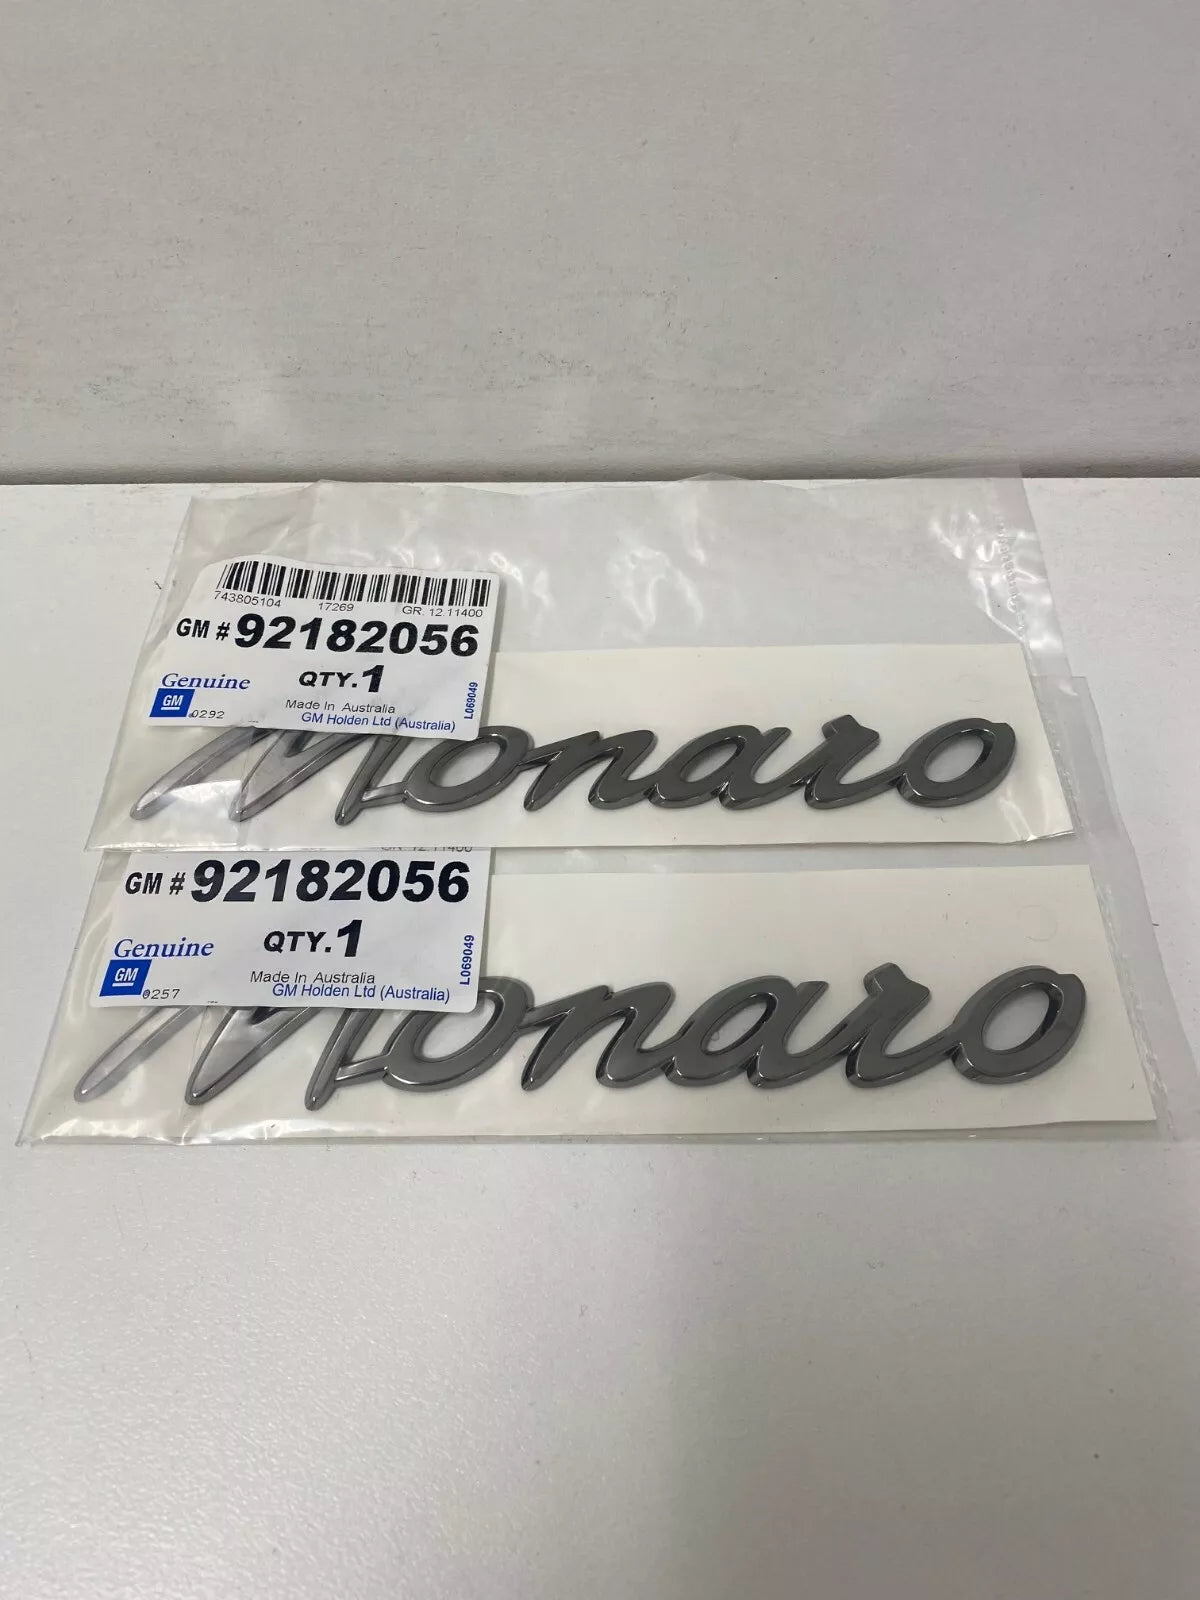 743805104 17269 GR. 12.11400
GM # 92182056
Genuine QTY. 1
GM 0292 Made In Australia
GM Holden Ltd (Australia)
L069049
Monaro
GR. 12.11400
GM # 92182056
Genuine QTY. 1
GM 0257 Made In Australia
GM Holden Ltd (Australia)
L069049
Monaro